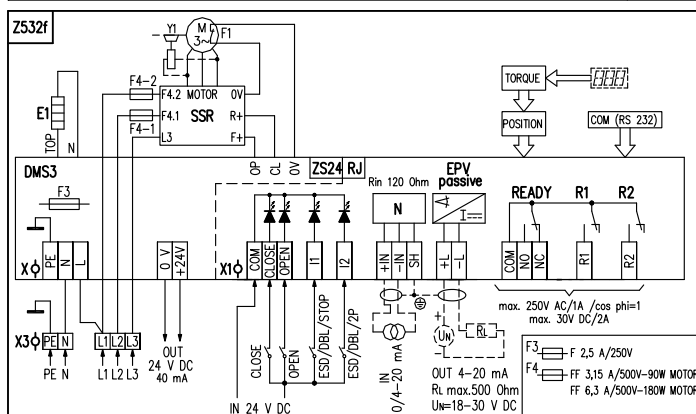 Z532f
Y1
M
3~
F1
F4-2
F4.2 MOTOR 0V
F4.1 SSR R+
F4-1
L3 F+
E1
TOP
N
OP
CL
0V
TORQUE
POSITION
COM (RS 232)
DMS3
ZS24 RJ
EPV
passive
F3
Rin 120 Ohm
N
I
READY R1 R2
X
PE
N
L
0 V
+24V
X1
COM
CLOSE
OPEN
I1
I2
+IN
-IN
SH
+L
-L
COM
NO
NC
R1
R2
X3
PE N L1 L2 L3
PE N L1 L2 L3
OUT
24 V DC
40 mA
CLOSE
OPEN
ESD/DBL/STOP
ESD/DBL/2P
IN 24 V DC
IN
0/4-20 mA
+
UN
-
RL
OUT 4-20 mA
RL max.500 Ohm
UN=18-30 V DC
max. 250V AC/1A /cos phi=1
max. 30V DC/2A
F3 F 2,5 A/250V
F4 FF 3,15 A/500V-90W MOTOR
FF 6,3 A/500V-180W MOTOR